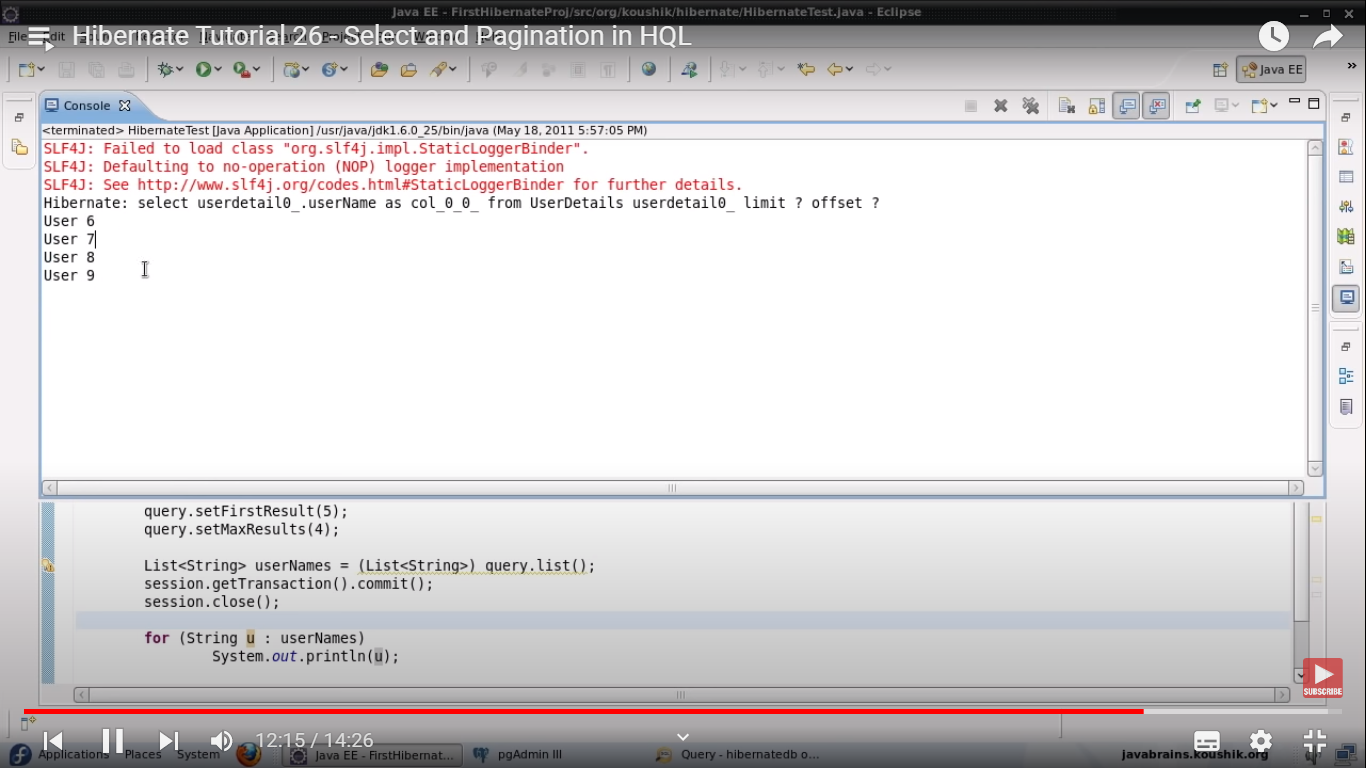 Java EE - FirstHibernateProj/src/org/koushik/hibernate/HibernateTest.java - Eclipse
Hibernate Tutorial 26 - Select and Pagination in HQL
Java EE
Console
<terminated> HibernateTest [Java Application] /usr/java/jdk1.6.0_25/bin/java (May 18, 2011 5:57:05 PM)
SLF4J: Failed to load class "org.slf4j.impl.StaticLoggerBinder".
SLF4J: Defaulting to no-operation (NOP) logger implementation
SLF4J: See http://www.slf4j.org/codes.html#StaticLoggerBinder for further details.
Hibernate: select userdetail0_.userName as col_0_0_ from UserDetails userdetail0_ limit ? offset ?
User 6
User 7
User 8
User 9
query.setFirstResult(5);
query.setMaxResults(4);
List<String> userNames = (List<String>) query.list();
session.getTransaction().commit();
session.close();
for (String u : userNames)
System.out.println(u);
SUBSCRIBE
12:15 / 14:26
Applications Places System
Java EE - FirstHibernat...
pgAdmin III
Query - hibernatedb o...
javabrains.koushik.org